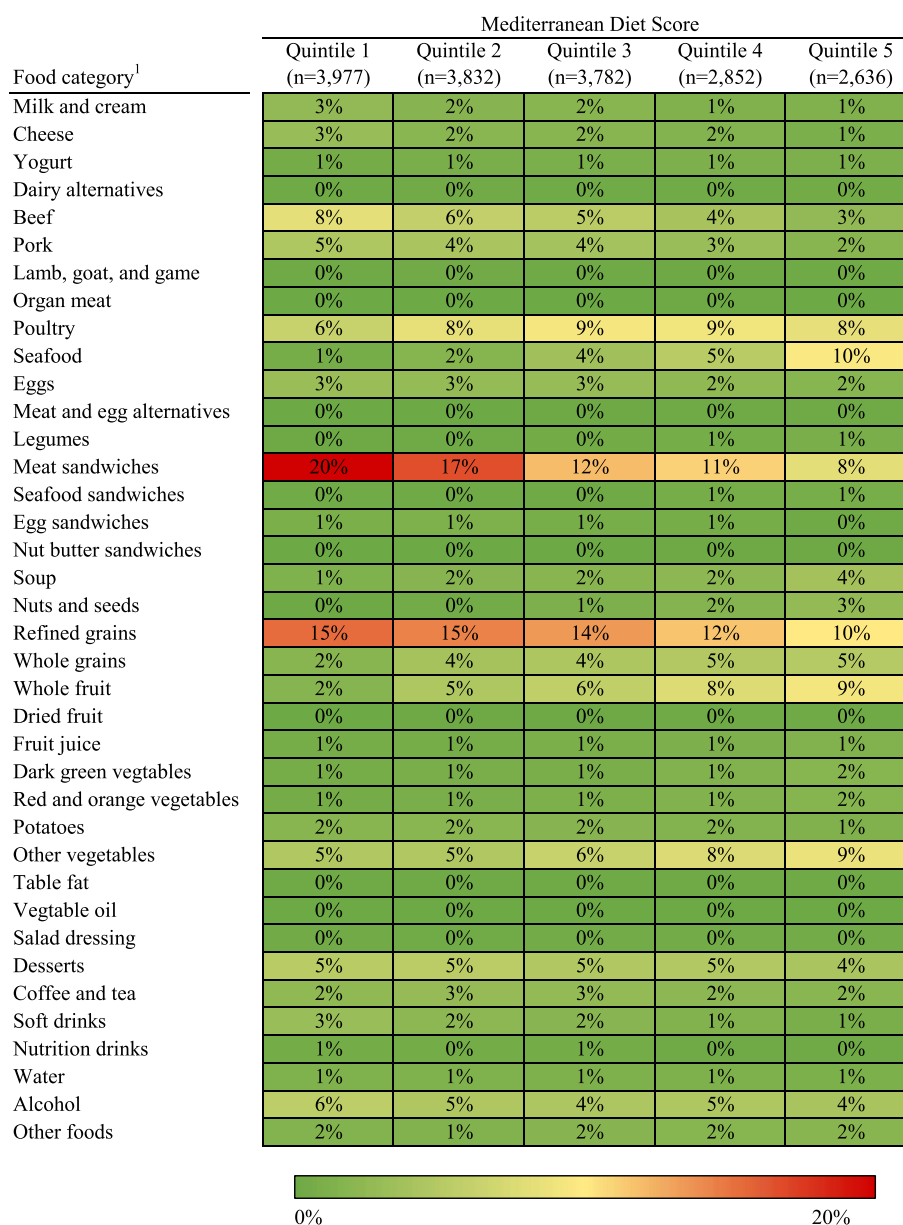 Mediterranean Diet Score
Quintile 1 Quintile 2 Quintile 3 Quintile 4 Quintile 5
Food category1 (n=3,977) (n=3,832) (n=3,782) (n=2,852) (n=2,636)
Milk and cream 3% 2% 2% 1% 1%
Cheese 3% 2% 2% 2% 1%
Yogurt 1% 1% 1% 1% 1%
Dairy alternatives 0% 0% 0% 0% 0%
Beef 8% 6% 5% 4% 3%
Pork 5% 4% 4% 3% 2%
Lamb, goat, and game 0% 0% 0% 0% 0%
Organ meat 0% 0% 0% 0% 0%
Poultry 6% 8% 9% 9% 8%
Seafood 1% 2% 4% 5% 10%
Eggs 3% 3% 3% 2% 2%
Meat and egg alternatives 0% 0% 0% 0% 0%
Legumes 0% 0% 0% 1% 1%
Meat sandwiches 20% 17% 12% 11% 8%
Seafood sandwiches 0% 0% 0% 1% 1%
Egg sandwiches 1% 1% 1% 1% 0%
Nut butter sandwiches 0% 0% 0% 0% 0%
Soup 1% 2% 2% 2% 4%
Nuts and seeds 0% 0% 1% 2% 3%
Refined grains 15% 15% 14% 12% 10%
Whole grains 2% 4% 4% 5% 5%
Whole fruit 2% 5% 6% 8% 9%
Dried fruit 0% 0% 0% 0% 0%
Fruit juice 1% 1% 1% 1% 1%
Dark green vegtables 1% 1% 1% 1% 2%
Red and orange vegetables 1% 1% 1% 1% 2%
Potatoes 2% 2% 2% 2% 1%
Other vegetables 5% 5% 6% 8% 9%
Table fat 0% 0% 0% 0% 0%
Vegtable oil 0% 0% 0% 0% 0%
Salad dressing 0% 0% 0% 0% 0%
Desserts 5% 5% 5% 5% 4%
Coffee and tea 2% 3% 3% 2% 2%
Soft drinks 3% 2% 2% 1% 1%
Nutrition drinks 1% 0% 1% 0% 0%
Water 1% 1% 1% 1% 1%
Alcohol 6% 5% 4% 5% 4%
Other foods 2% 1% 2% 2% 2%
0% 20%